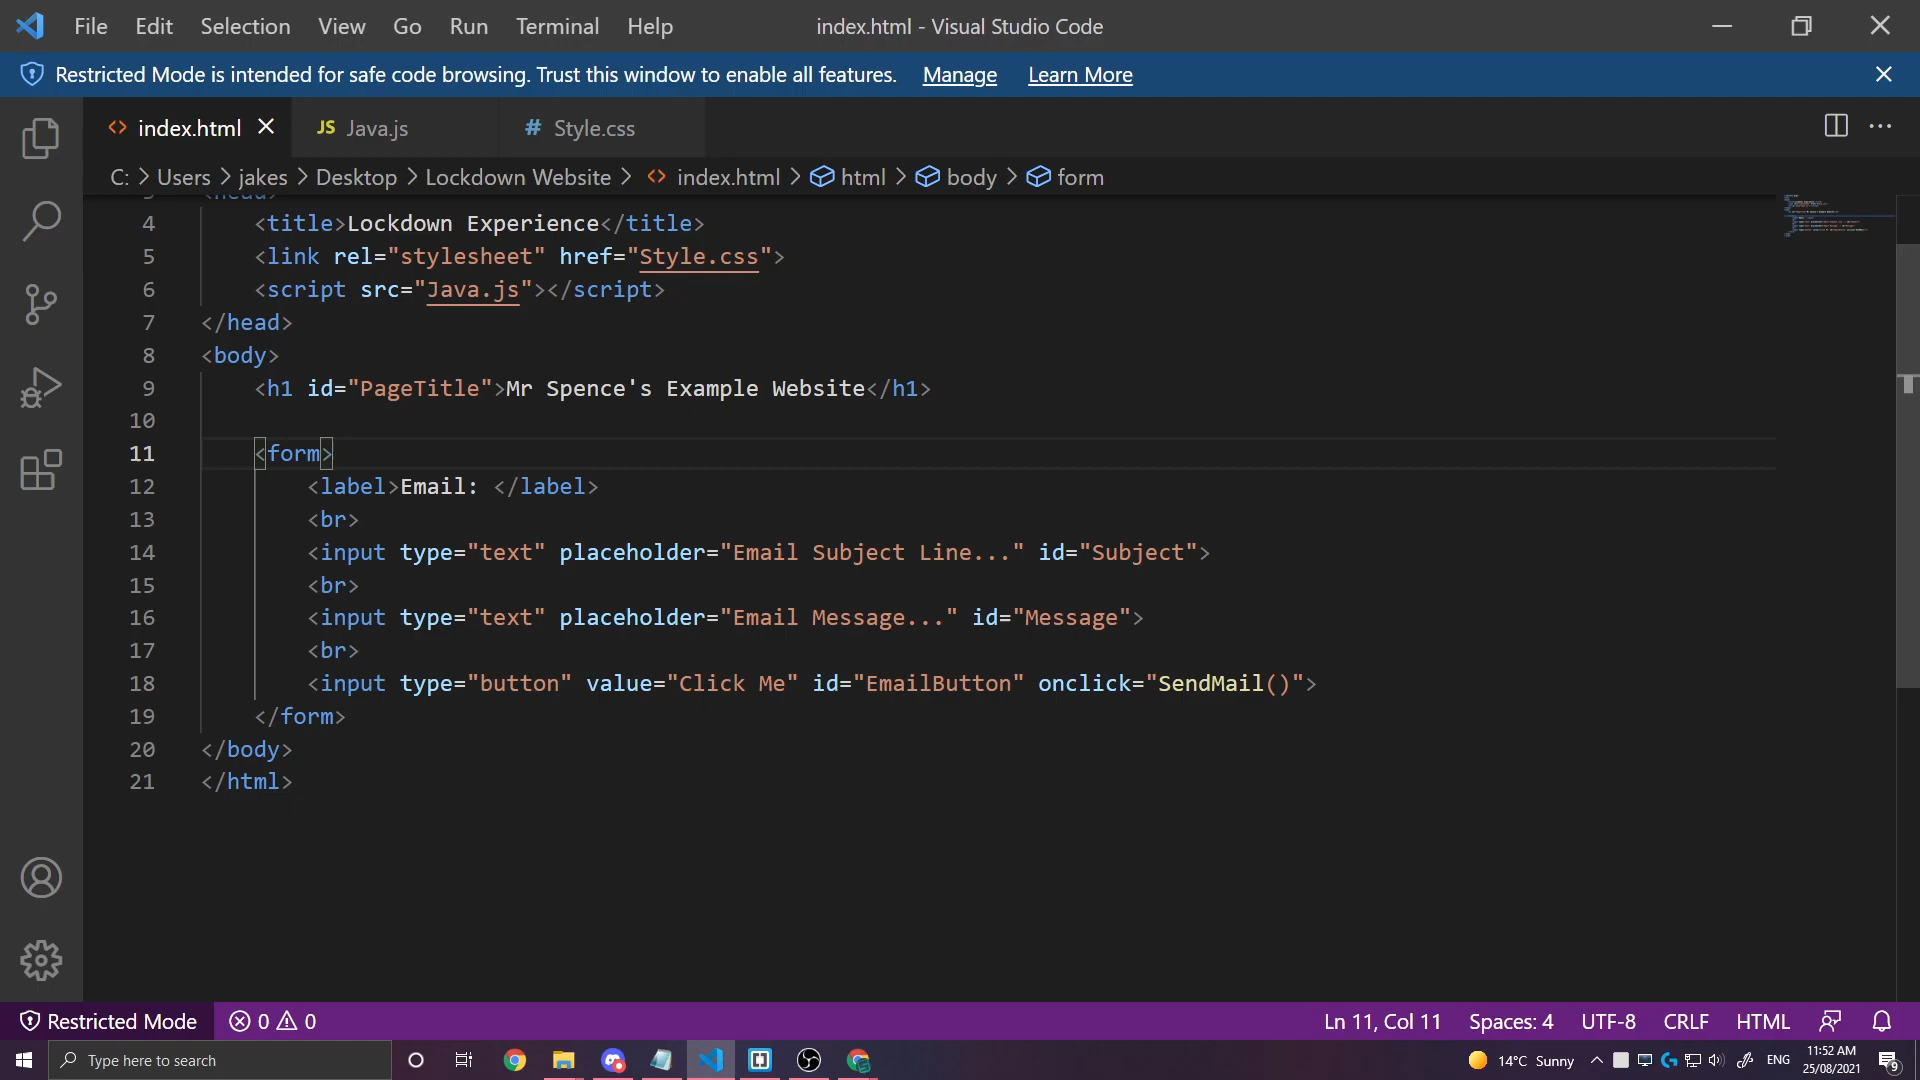 File Edit Selection View Go Run Terminal Help index.html - Visual Studio Code
Restricted Mode is intended for safe code browsing. Trust this window to enable all features. Manage Learn More
<> index.html JS Java.js # Style.css
C: > Users > jakes > Desktop > Lockdown Website > <> index.html > html > body > form
3 <head>
4 <title>Lockdown Experience</title>
5 <link rel="stylesheet" href="Style.css">
6 <script src="Java.js"></script>
7 </head>
8 <body>
9 <h1 id="PageTitle">Mr Spence's Example Website</h1>
10
11 <form>
12 <label>Email: </label>
13 <br>
14 <input type="text" placeholder="Email Subject Line..." id="Subject">
15 <br>
16 <input type="text" placeholder="Email Message..." id="Message">
17 <br>
18 <input type="button" value="Click Me" id="EmailButton" onclick="SendMail()">
19 </form>
20 </body>
21 </html>
Restricted Mode 0 0 Ln 11, Col 11 Spaces: 4 UTF-8 CRLF HTML
Type here to search 14°C Sunny ENG 11:52 AM
25/08/2021 9